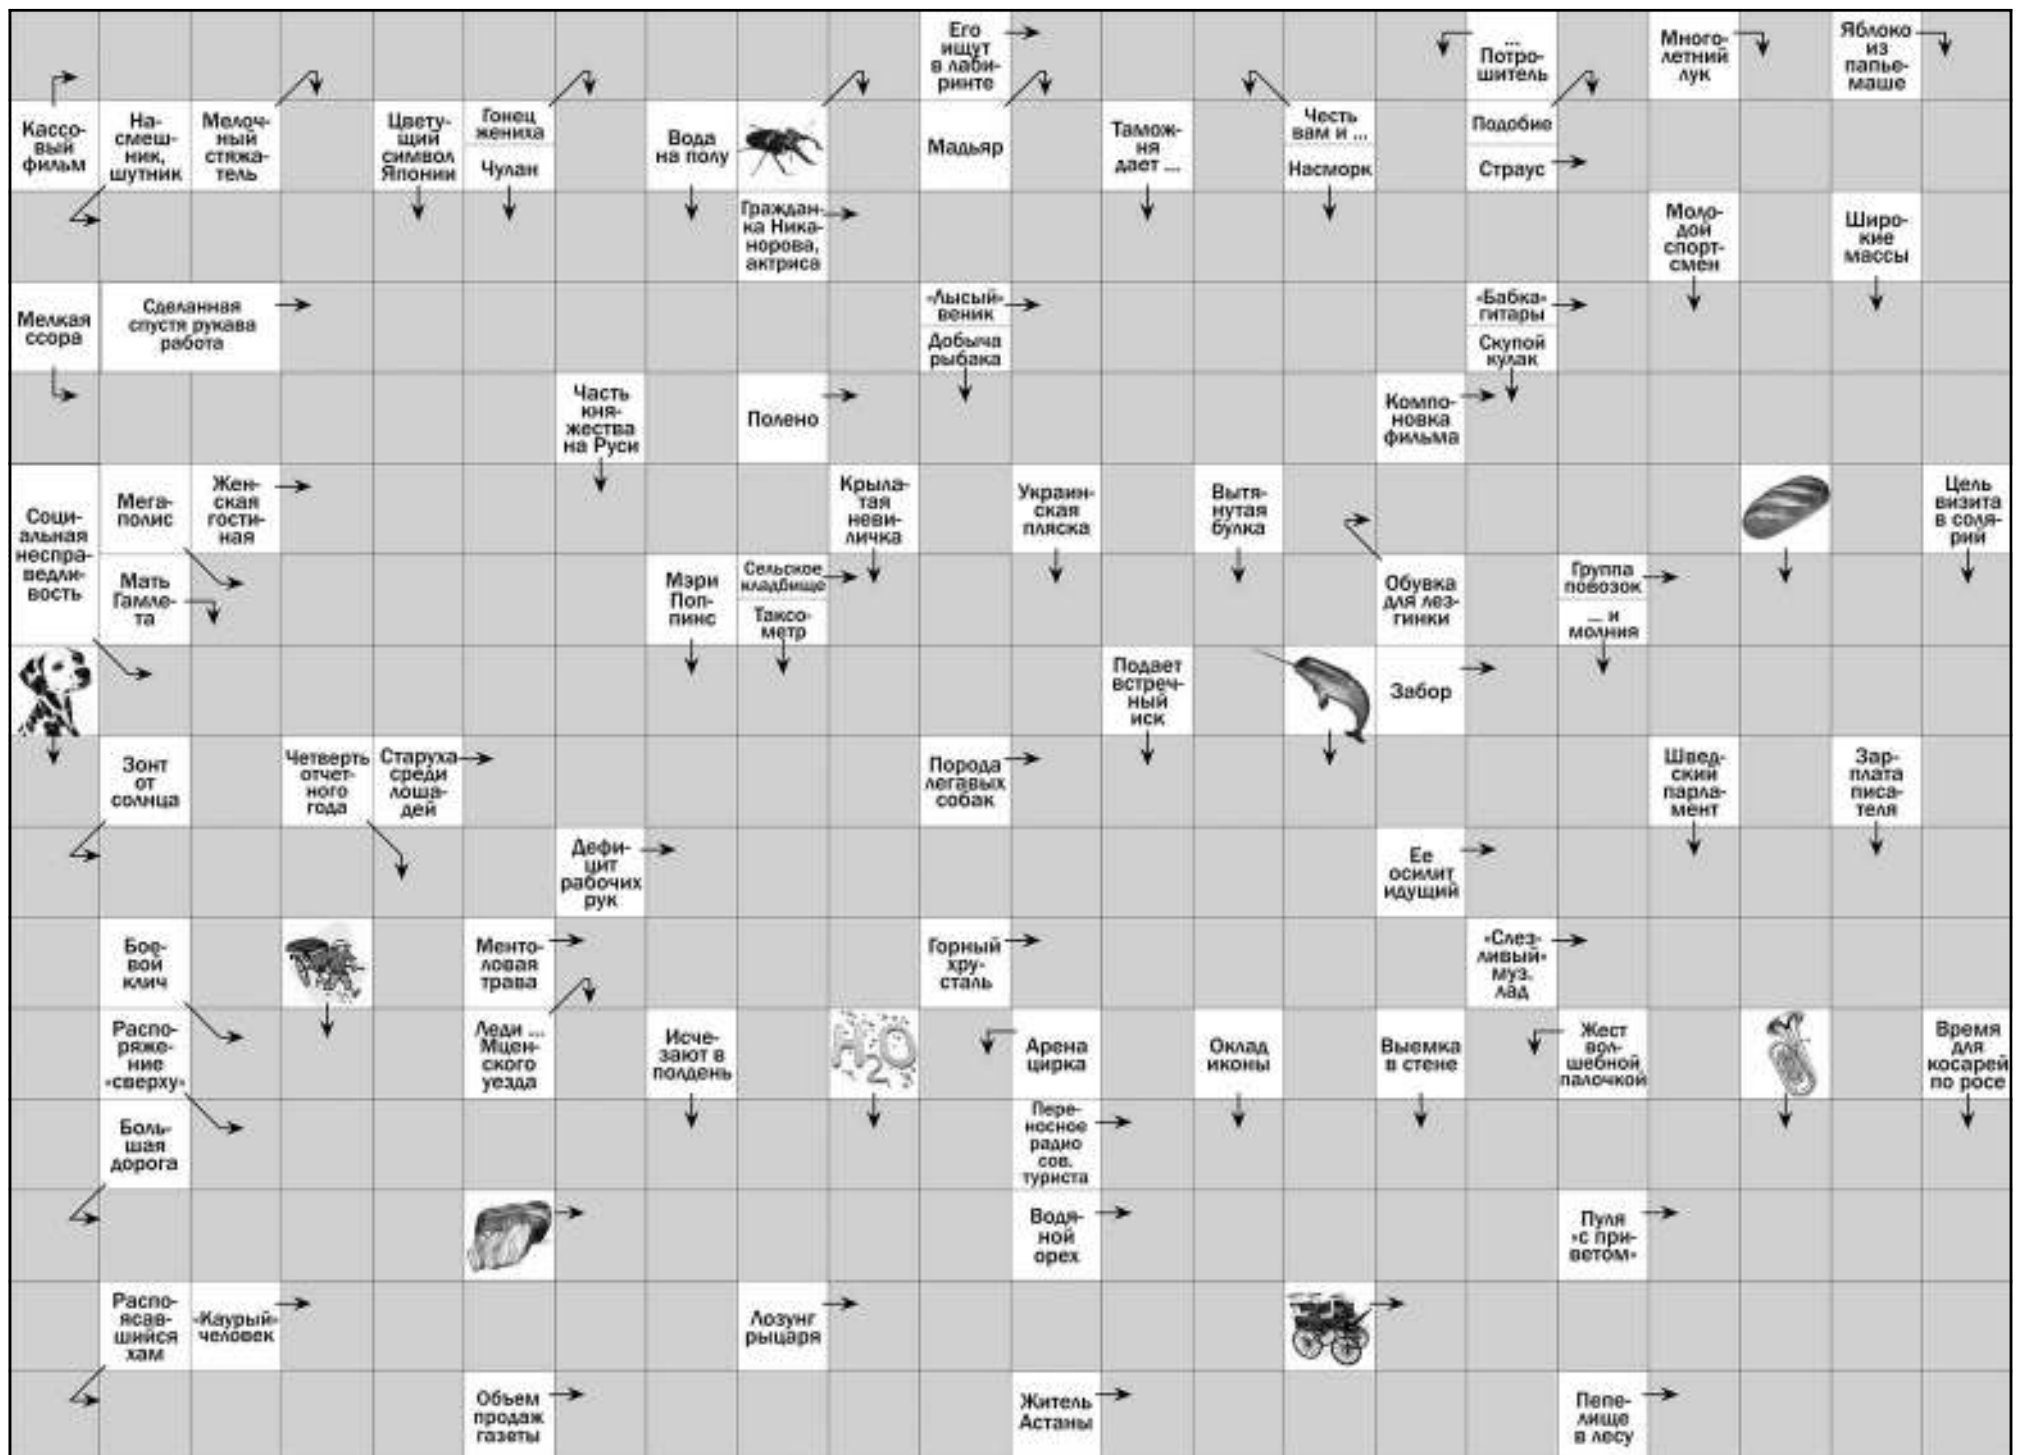 Его
ищут
в лаби-
ринте
...
Потро-
шитель
Много-
летний
лук
Яблоко
из
папье-
маше
Кассо-
вый
фильм
На-
смеш-
ник,
шутник
Мелоч-
ный
стяжа-
тель
Цвету-
щий
символ
Японии
Гонец
жениха
Чулан
Вода
на полу
Мадьяр
Тамож-
ня
дает ...
Честь
вам и ...
Насморк
Подобие
Страус
Граждан-
ка Ника-
норова,
актриса
Моло-
дой
спорт-
смен
Широ-
кие
массы
Мелкая
ссора
Сделанная
спустя рукава
работа
«Лысый»
веник
Добыча
рыбака
«Бабка»
гитары
Скупой
кулак
Часть
кня-
жества
на Руси
Полено
Компо-
новка
фильма
Соци-
альная
неспра-
ведли-
вость
Мега-
полис
Жен-
ская
гости-
ная
Крыла-
тая
неви-
личка
Украин-
ская
пляска
Вытя-
нутая
булка
Цель
визита
в соля-
рий
Мать
Гамле-
та
Мэри
Поп-
пинс
Сельское
кладбище
Таксо-
метр
Обувка
для лез-
гинки
Группа
повозок
... и
молния
Подает
встреч-
ный
иск
Забор
Зонт
от
солнца
Четверть
отчет-
ного
года
Старуха
среди
лоша-
дей
Порода
легавых
собак
Швед-
ский
парла-
мент
Зар-
плата
писа-
теля
Дефи-
цит
рабочих
рук
Ее
осилит
идущий
Бое-
вой
клич
Менто-
ловая
трава
Горный
хру-
сталь
«Слез-
ливый»
муз.
лад
Распо-
ряже-
ние
«сверху»
Леди ...
Мцен-
ского
уезда
Исче-
зают в
полдень
H2O
Арена
цирка
Оклад
иконы
Выемка
в стене
Жест
вол-
шебной
палочкой
Время
для
косарей
по росе
Боль-
шая
дорога
Пере-
носное
радио
сов.
туриста
Водя-
ной
орех
Пуля
«с при-
ветом»
Распо-
ясав-
шийся
хам
«Каурый»
человек
Лозунг
рыцаря
Объем
продаж
газеты
Житель
Астаны
Пепе-
лище
в лесу